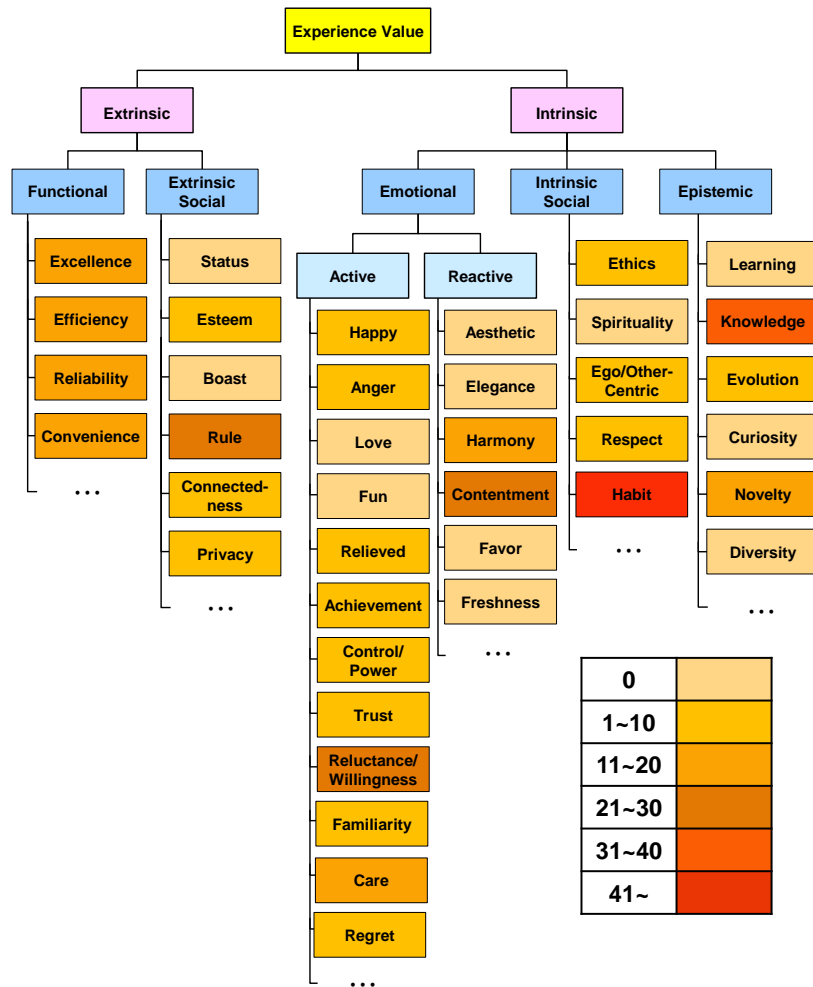 Experience Value
Extrinsic
Intrinsic
Functional
Extrinsic
Social
Emotional
Intrinsic
Social
Epistemic
Excellence
Efficiency
Reliability
Convenience
...
Status
Esteem
Boast
Rule
Connected-
ness
Privacy
...
Active
Reactive
Happy
Anger
Love
Fun
Relieved
Achievement
Control/
Power
Trust
Reluctance/
Willingness
Familiarity
Care
Regret
...
Aesthetic
Elegance
Harmony
Contentment
Favor
Freshness
...
Ethics
Spirituality
Ego/Other-
Centric
Respect
Habit
...
Learning
Knowledge
Evolution
Curiosity
Novelty
Diversity
...
0
1~10
11~20
21~30
31~40
41~